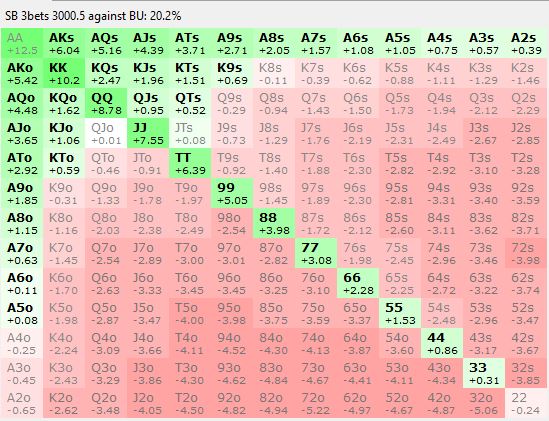 SB 3bets 3000.5 against BU: 20.2%
AA AKs AQs AJs ATs A9s A8s A7s A6s A5s A4s A3s A2s
+12.5 +6.04 +5.16 +4.39 +3.71 +2.71 +2.05 +1.57 +1.08 +1.05 +0.75 +0.57 +0.39
AKo KK KQs KJs KTs K9s K8s K7s K6s K5s K4s K3s K2s
+5.42 +10.2 +2.47 +1.96 +1.51 +0.69 -0.11 -0.39 -0.62 -0.88 -1.11 -1.29 -1.46
AQo KQo QQ QJs QTs Q9s Q8s Q7s Q6s Q5s Q4s Q3s Q2s
+4.48 +1.62 +8.78 +0.95 +0.52 -0.29 -0.94 -1.43 -1.50 -1.73 -1.94 -2.12 -2.29
AJo KJo QJo JJ JTs J9s J8s J7s J6s J5s J4s J3s J2s
+3.65 +1.06 +0.01 +7.55 +0.08 -0.73 -1.29 -1.76 -2.19 -2.31 -2.49 -2.67 -2.85
ATo KTo QTo JTo TT T9s T8s T7s T6s T5s T4s T3s T2s
+2.92 +0.59 -0.46 -0.91 +6.39 -0.92 -1.40 -1.88 -2.30 -2.82 -2.92 -3.10 -3.28
A9o K9o Q9o J9o T9o 99 98s 97s 96s 95s 94s 93s 92s
+1.85 -0.31 -1.33 -1.78 -1.97 +5.05 -1.45 -1.89 -2.30 -2.81 -3.31 -3.40 -3.59
A8o K8o Q8o J8o T8o 98o 88 87s 86s 85s 84s 83s 82s
+1.15 -1.16 -2.03 -2.38 -2.49 -2.54 +3.98 -1.72 -2.12 -2.60 -3.11 -3.62 -3.71
A7o K7o Q7o J7o T7o 97o 87o 77 76s 75s 74s 73s 72s
+0.63 -1.45 -2.54 -2.89 -3.00 -3.01 -2.82 +3.08 -1.98 -2.45 -2.96 -3.46 -3.98
A6o K6o Q6o J6o T6o 96o 86o 76o 66 65s 64s 63s 62s
+0.11 -1.70 -2.63 -3.33 -3.45 -3.45 -3.25 -3.10 +2.28 -2.25 -2.72 -3.22 -3.74
A5o K5o Q5o J5o T5o 95o 85o 75o 65o 55 54s 53s 52s
+0.08 -1.98 -2.87 -3.47 -4.00 -3.98 -3.75 -3.59 -3.37 +1.53 -2.48 -2.96 -3.47
A4o K4o Q4o J4o T4o 94o 84o 74o 64o 54o 44 43s 42s
-0.25 -2.24 -3.09 -3.66 -4.11 -4.52 -4.30 -4.13 -3.87 -3.60 +0.86 -3.17 -3.67
A3o K3o Q3o J3o T3o 93o 83o 73o 63o 53o 43o 33 32s
-0.45 -2.43 -3.29 -3.86 -4.30 -4.62 -4.84 -4.67 -4.41 -4.11 -4.34 +0.31 -3.85
A2o K2o Q2o J2o T2o 92o 82o 72o 62o 52o 42o 32o 22
-0.65 -2.62 -3.48 -4.05 -4.50 -4.82 -4.94 -5.22 -4.97 -4.67 -4.87 -5.06 -0.24